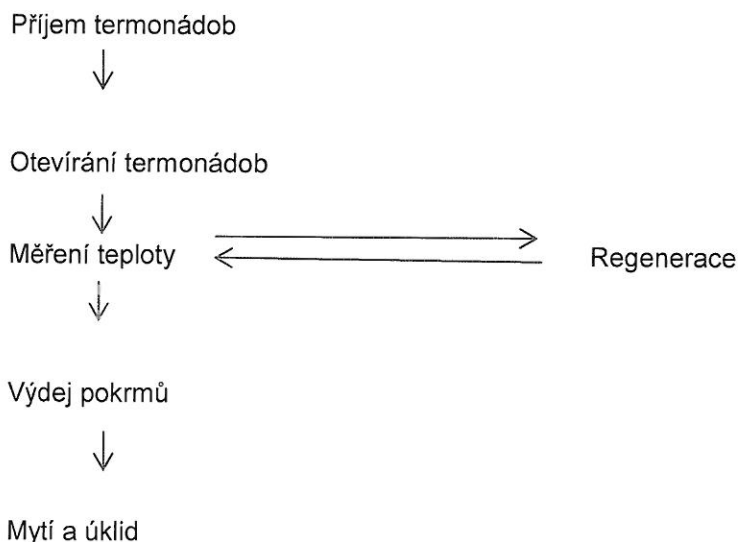 Příjem termonádob
Otevírání termonádob
Měření teploty
Regenerace
Výdej pokrmů
Mytí a úklid